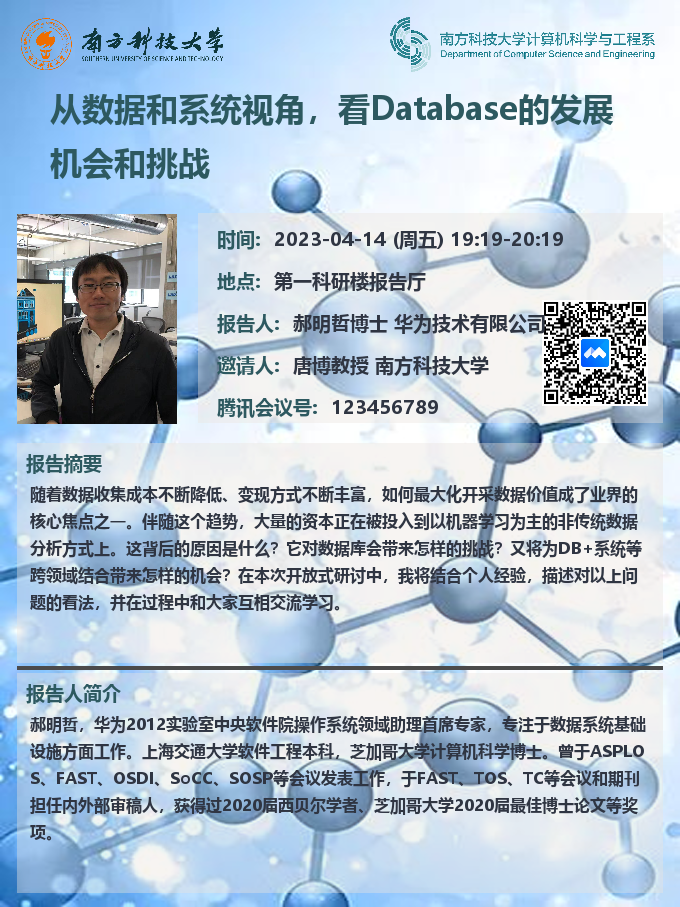 南方科技大学
SOUTHERN UNIVERSITY OF SCIENCE AND TECHNOLOGY
南方科技大学计算机科学与工程系
Department of Computer Science and Engineering
从数据和系统视角，看Database的发展
机会和挑战
时间：2023-04-14 (周五) 19:19-20:19
地点：第一科研楼报告厅
报告人：郝明哲博士 华为技术有限公司
邀请人：唐博教授 南方科技大学
腾讯会议号：123456789
报告摘要
随着数据收集成本不断降低、变现方式不断丰富，如何最大化开采数据价值成了业界的
核心焦点之一。伴随这个趋势，大量的资本正在被投入到以机器学习为主的非传统数据
分析方式上。这背后的原因是什么？它对数据库会带来怎样的挑战？又将为DB+系统等
跨领域结合带来怎样的机会？在本次开放式研讨中，我将结合个人经验，描述对以上问
题的看法，并在过程中和大家互相交流学习。
报告人简介
郝明哲，华为2012实验室中央软件院操作系统领域助理首席专家，专注于数据系统基础
设施方面工作。上海交通大学软件工程本科，芝加哥大学计算机科学博士。曾于ASPLO
S、FAST、OSDI、SoCC、SOSP等会议发表工作，于FAST、TOS、TC等会议和期刊
担任内外部审稿人，获得过2020届西贝尔学者、芝加哥大学2020届最佳博士论文等奖
项。